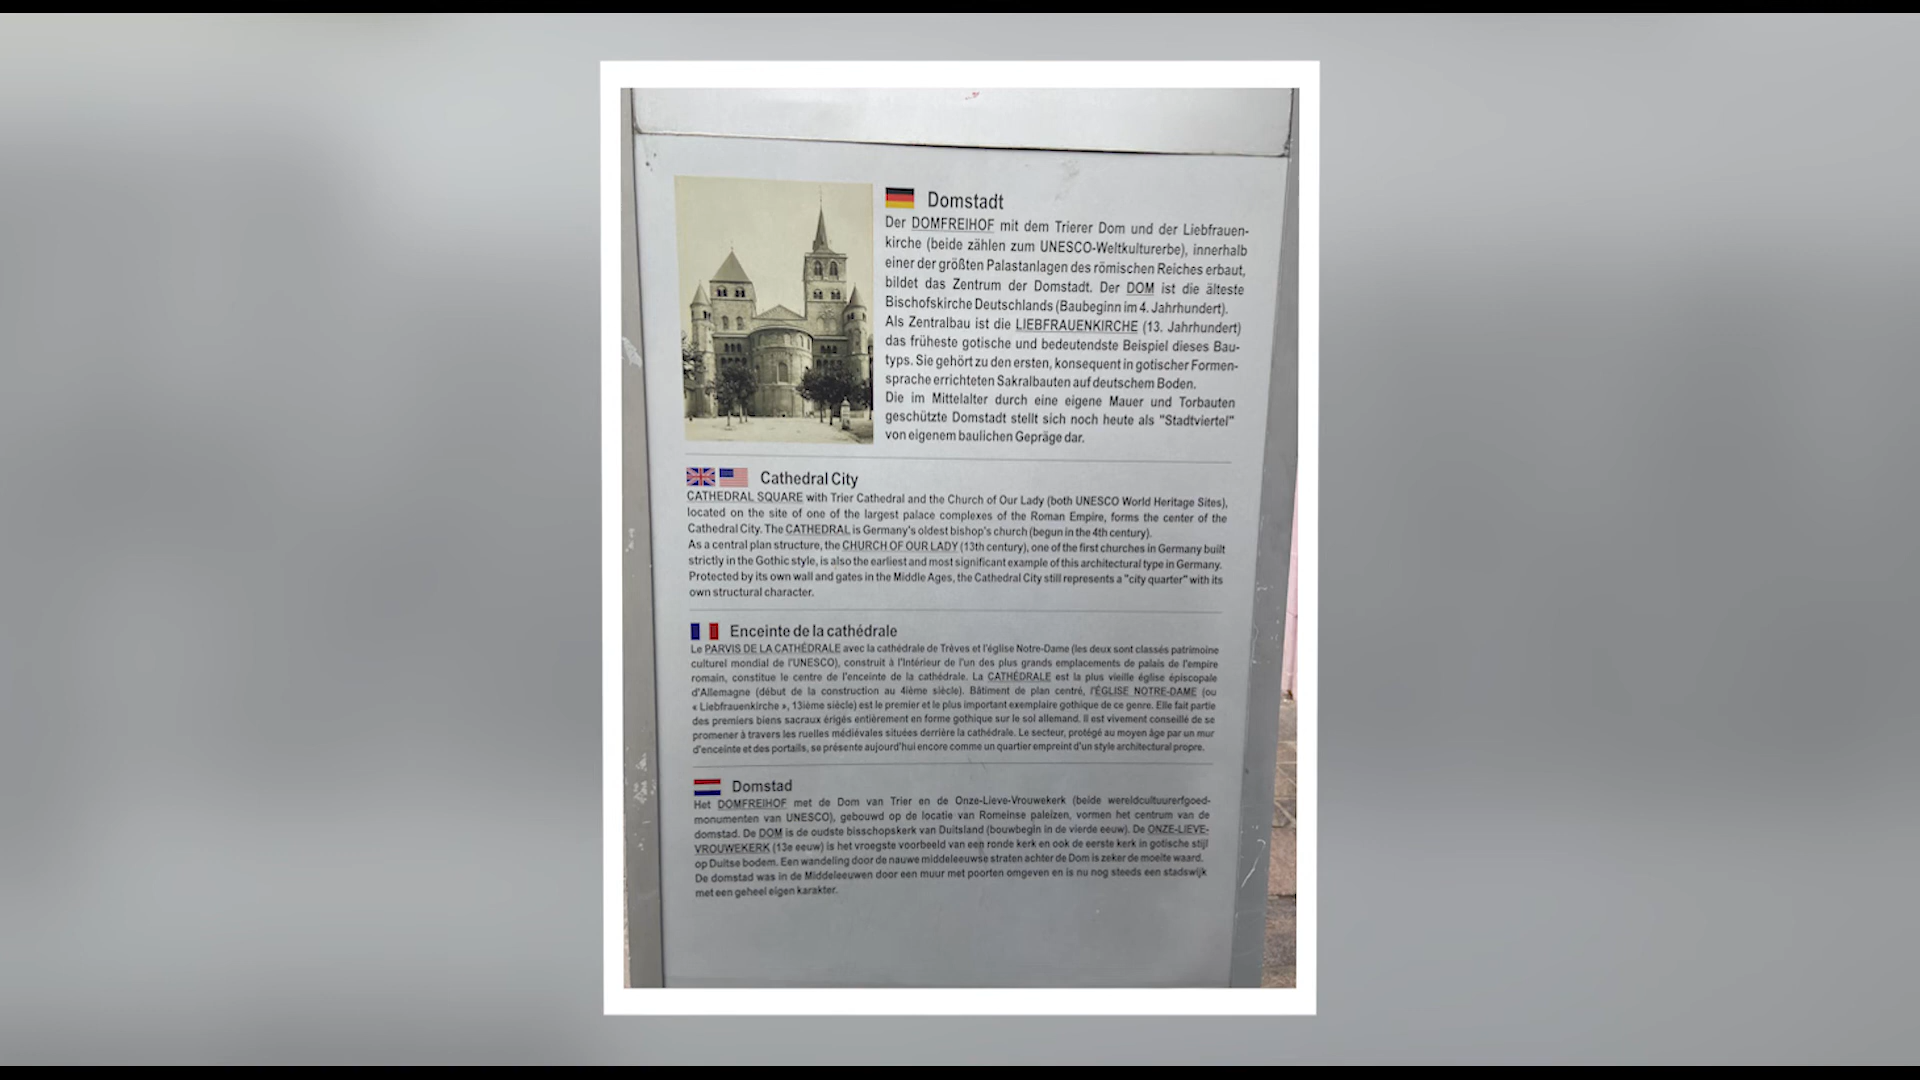 Domstadt
Der DOMFREIHOF mit dem Trierer Dom und der Liebfrauen-
kirche (beide zählen zum UNESCO-Weltkulturerbe), innerhalb
einer der größten Palastanlagen des römischen Reiches erbaut,
bildet das Zentrum der Domstadt. Der DOM ist die älteste
Bischofskirche Deutschlands (Baubeginn im 4. Jahrhundert).
Als Zentralbau ist die LIEBFRAUENKIRCHE (13. Jahrhundert)
das früheste gotische und bedeutendste Beispiel dieses Bau-
typs. Sie gehört zu den ersten, konsequent in gotischer Formen-
sprache errichteten Sakralbauten auf deutschem Boden.
Die im Mittelalter durch eine eigene Mauer und Torbauten
geschützte Domstadt stellt sich noch heute als "Stadtviertel"
von eigenem baulichen Gepräge dar.
Cathedral City
CATHEDRAL SQUARE with Trier Cathedral and the Church of Our Lady (both UNESCO World Heritage Sites),
located on the site of one of the largest palace complexes of the Roman Empire, forms the center of the
Cathedral City. The CATHEDRAL is Germany's oldest bishop's church (begun in the 4th century).
As a central plan structure, the CHURCH OF OUR LADY (13th century), one of the first churches in Germany built
strictly in the Gothic style, is also the earliest and most significant example of this architectural type in Germany.
Protected by its own wall and gates in the Middle Ages, the Cathedral City still represents a "city quarter" with its
own structural character.
Enceinte de la cathédrale
Le PARVIS DE LA CATHÉDRALE avec la cathédrale de Trèves et l'église Notre-Dame (les deux sont classés patrimoine
culturel mondial de l'UNESCO), construit à l'intérieur de l'un des plus grands emplacements de palais de l'empire
romain, constitue le centre de l'enceinte de la cathédrale. La CATHÉDRALE est la plus vieille église épiscopale
d'Allemagne (début de la construction au 4ième siècle). Bâtiment de plan centré, l'ÉGLISE NOTRE-DAME (ou
« Liebfrauenkirche », 13ième siècle) est le premier et le plus important exemplaire gothique de ce genre. Elle fait partie
des premiers biens sacraux érigés entièrement en forme gothique sur le sol allemand. Il est vivement conseillé de se
promener à travers les ruelles médiévales situées derrière la cathédrale. Le secteur, protégé au moyen âge par un mur
d'enceinte et des portails, se présente aujourd'hui encore comme un quartier empreint d'un style architectural propre.
Domstad
Het DOMFREIHOF met de Dom van Trier en de Onze-Lieve-Vrouwekerk (beide wereldcultuurerfgoed-
monumenten van UNESCO), gebouwd op de locatie van Romeinse paleizen, vormen het centrum van de
domstad. De DOM is de oudste bisschopskerk van Duitsland (bouwbegin in de vierde eeuw). De ONZE-LIEVE-
VROUWEKERK (13e eeuw) is het vroegste voorbeeld van een ronde kerk en ook de eerste kerk in gotische stijl
op Duitse bodem. Een wandeling door de nauwe middeleeuwse straten achter de Dom is zeker de moeite waard.
De domstad was in de Middeleeuwen door een muur met poorten omgeven en is nu nog steeds een stadswijk
met een geheel eigen karakter.